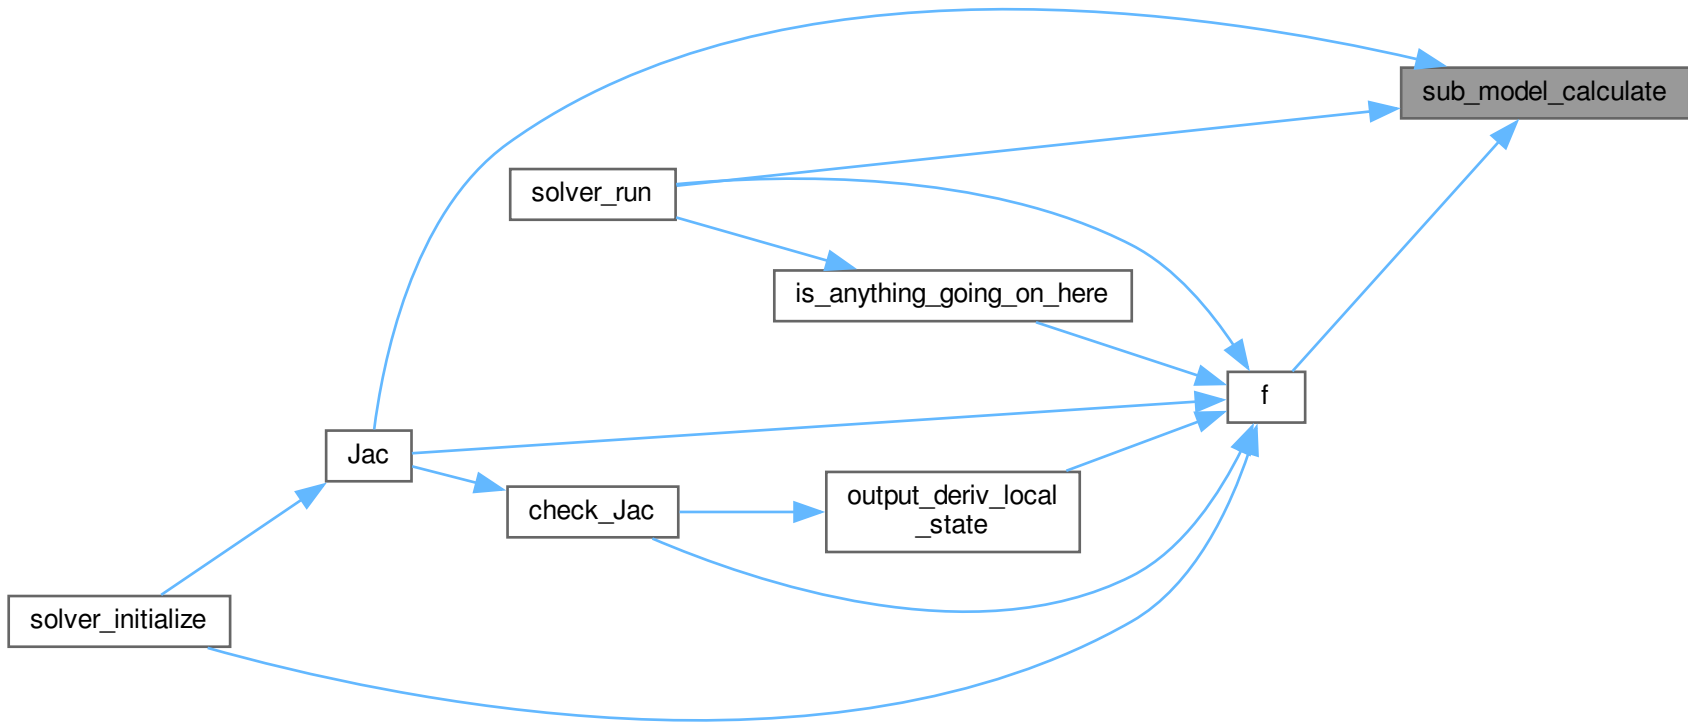 sub_model_calculate
solver_run
is_anything_going_on_here
f
Jac
output_deriv_local
_state
check_Jac
solver_initialize